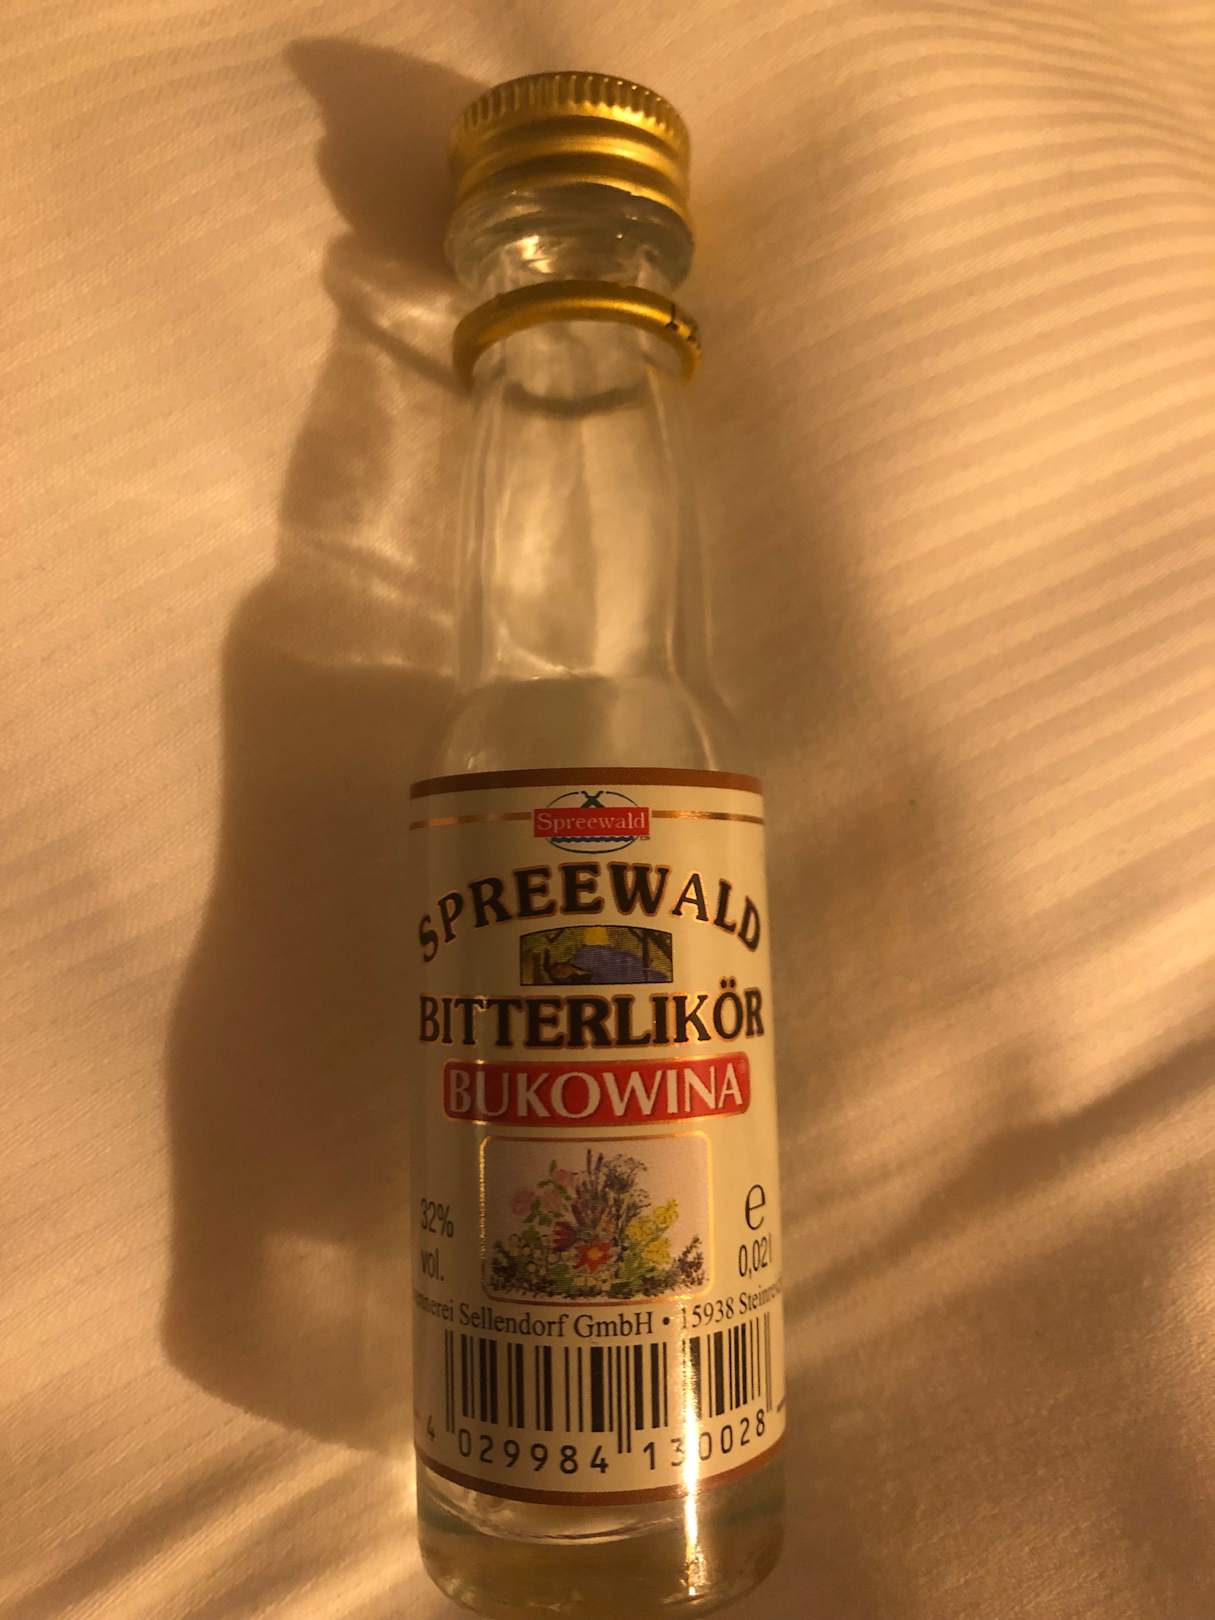 Spreewald
SPREEWALD
BITTERLIKÖR
BUKOWINA
32%
vol.
e
0,02l
Sellendorf GmbH • 15938
4 029984 130028